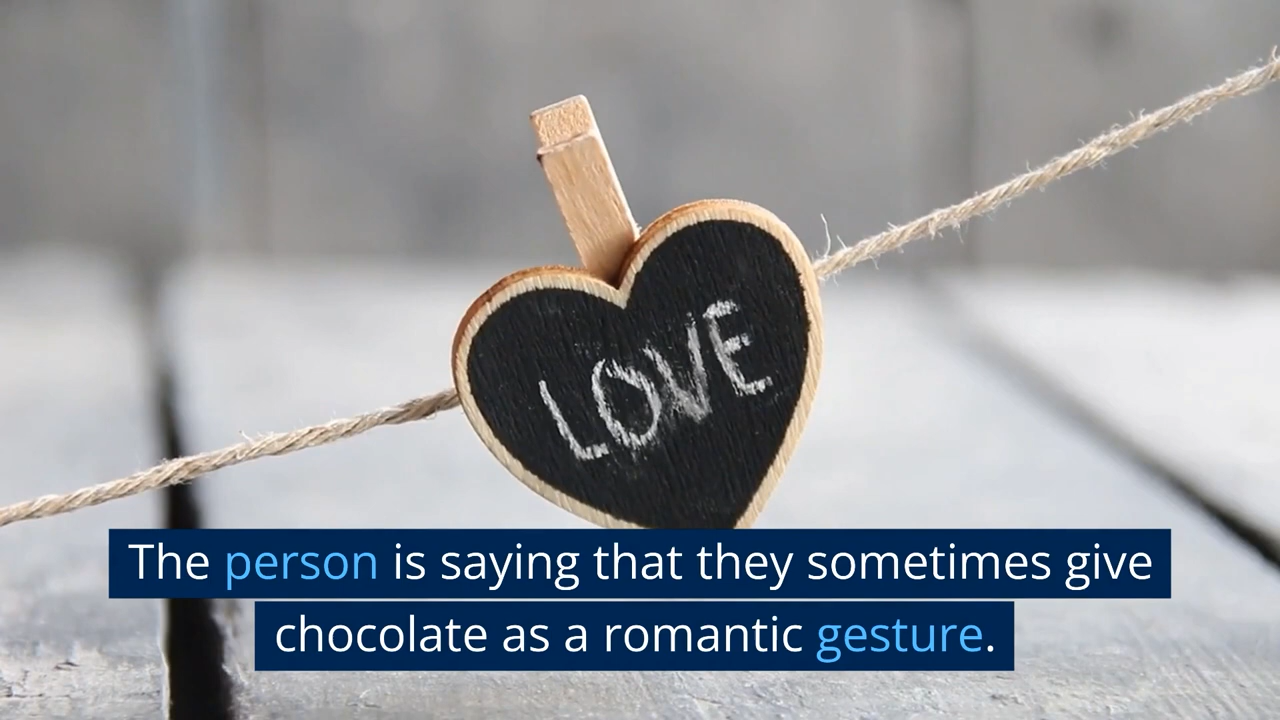 LOVE
The person is saying that they sometimes give
chocolate as a romantic gesture.